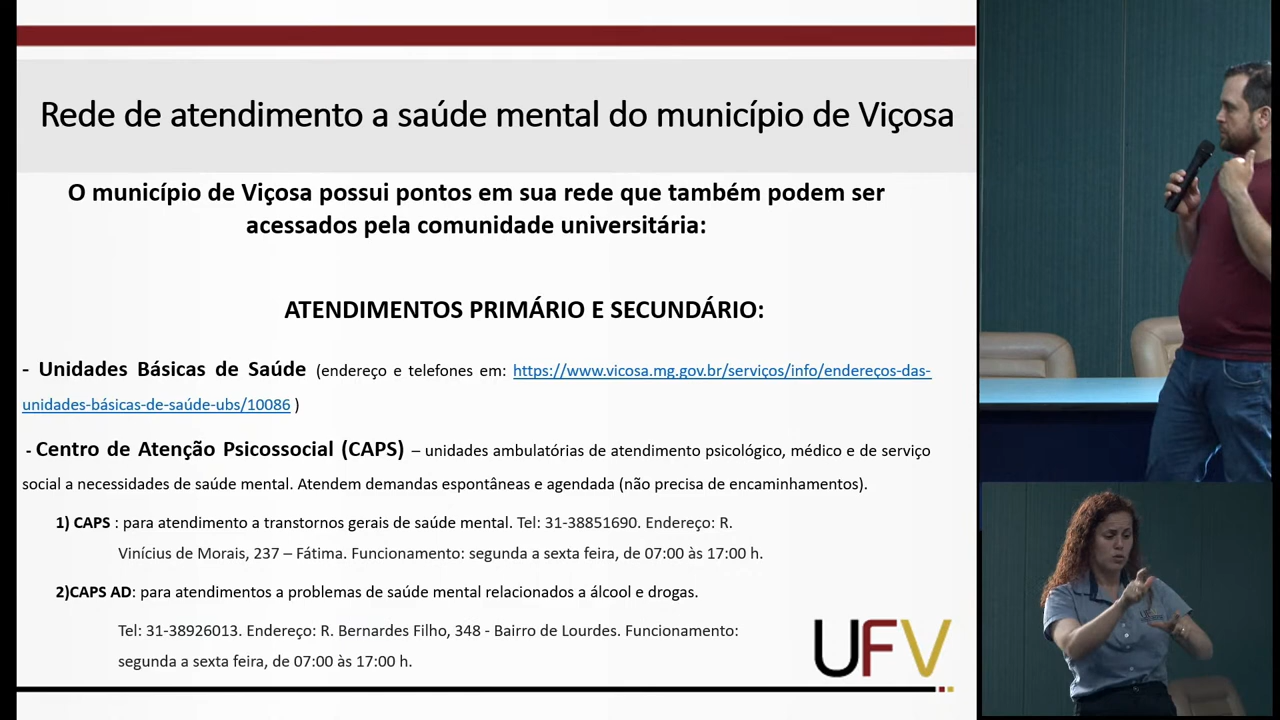 Rede de atendimento a saúde mental do município de Viçosa
O município de Viçosa possui pontos em sua rede que também podem ser
acessados pela comunidade universitária:
ATENDIMENTOS PRIMÁRIO E SECUNDÁRIO:
- Unidades Básicas de Saúde (endereço e telefones em: https://www.vicosa.mg.gov.br/serviços/info/endereços-das-
unidades-básicas-de-saúde-ubs/10086 )
- Centro de Atenção Psicossocial (CAPS) – unidades ambulatórias de atendimento psicológico, médico e de serviço
social a necessidades de saúde mental. Atendem demandas espontâneas e agendada (não precisa de encaminhamentos).
1) CAPS : para atendimento a transtornos gerais de saúde mental. Tel: 31-38851690. Endereço: R.
Vinícius de Morais, 237 – Fátima. Funcionamento: segunda a sexta feira, de 07:00 às 17:00 h.
2)CAPS AD: para atendimentos a problemas de saúde mental relacionados a álcool e drogas.
Tel: 31-38926013. Endereço: R. Bernardes Filho, 348 - Bairro de Lourdes. Funcionamento:
segunda a sexta feira, de 07:00 às 17:00 h.
UFV